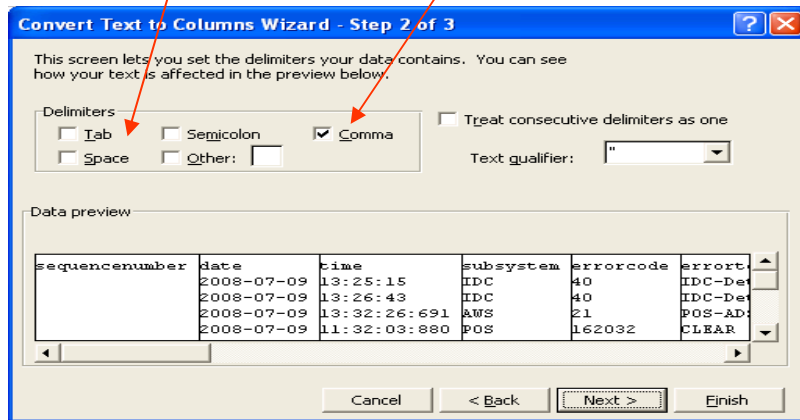 Convert Text to Columns Wizard - Step 2 of 3
This screen lets you set the delimiters your data contains. You can see
how your text is affected in the preview below.
Delimiters
Tab Semicolon Comma Treat consecutive delimiters as one
Space Other: Text qualifier: "
Data preview
sequencenumber date time subsystem errorcode
2008-07-09 13:25:15 IDC 40
2008-07-09 13:26:43 IDC 40
2008-07-09 13:32:26:691 AWS 21
2008-07-09 11:32:03:880 POS 162032 CLEAR
Cancel < Back Next > Finish